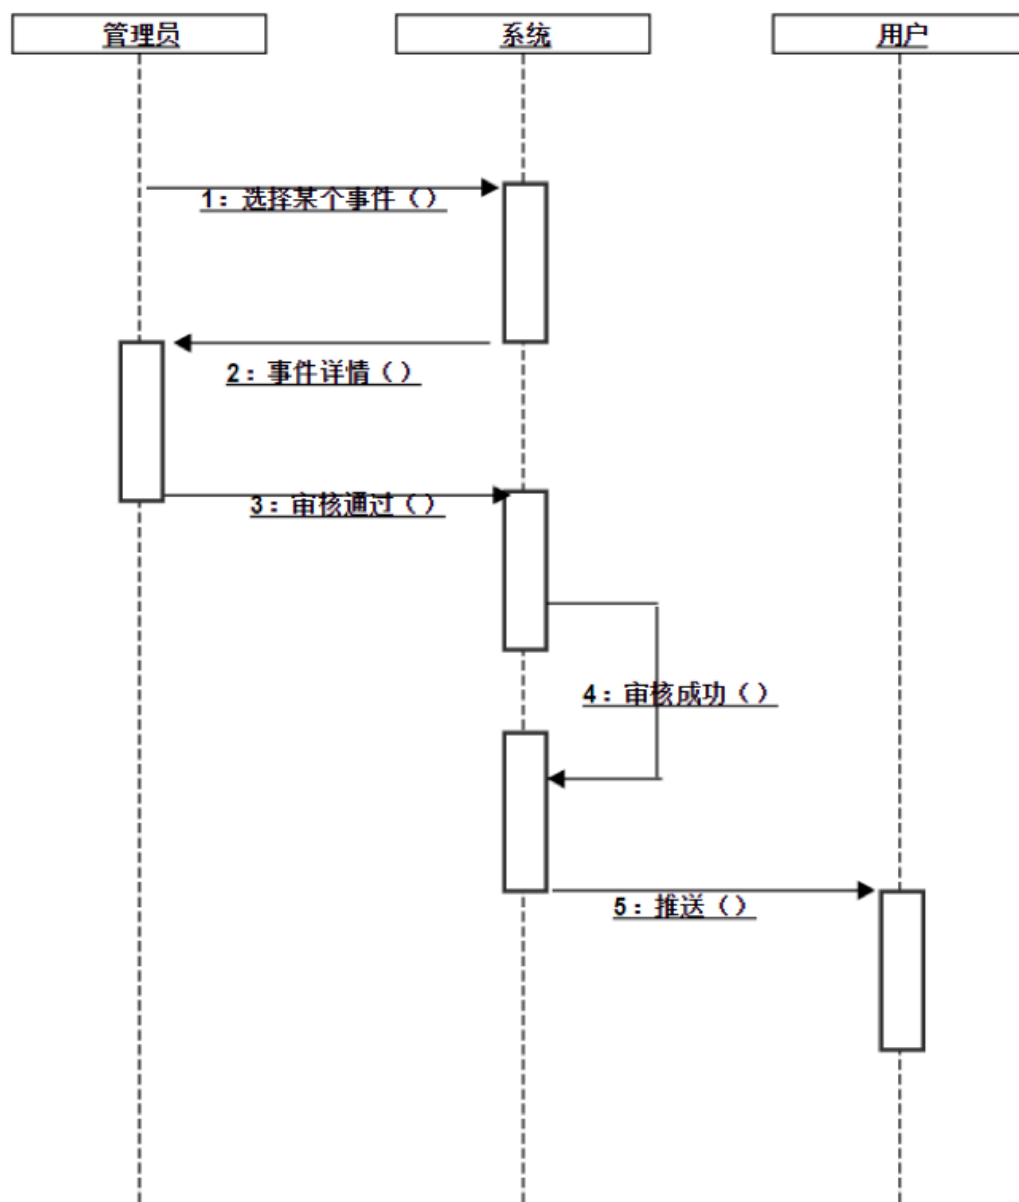 管理员 系统 用户
1：选择某个事件（）
2：事件详情（）
3：审核通过（）
4：审核成功（）
5：推送（）